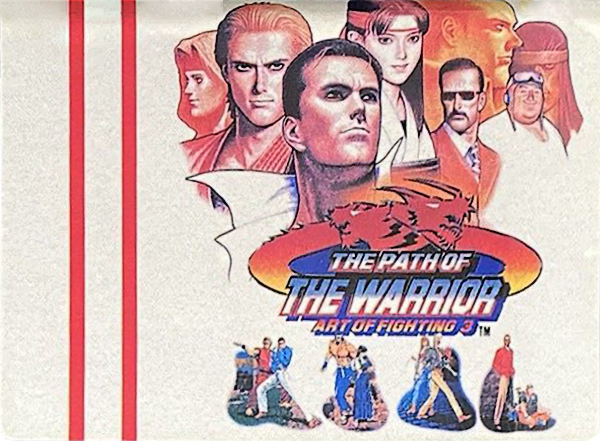 THE PATH OF
THE WARRIOR
ART OF FIGHTING 3 TM